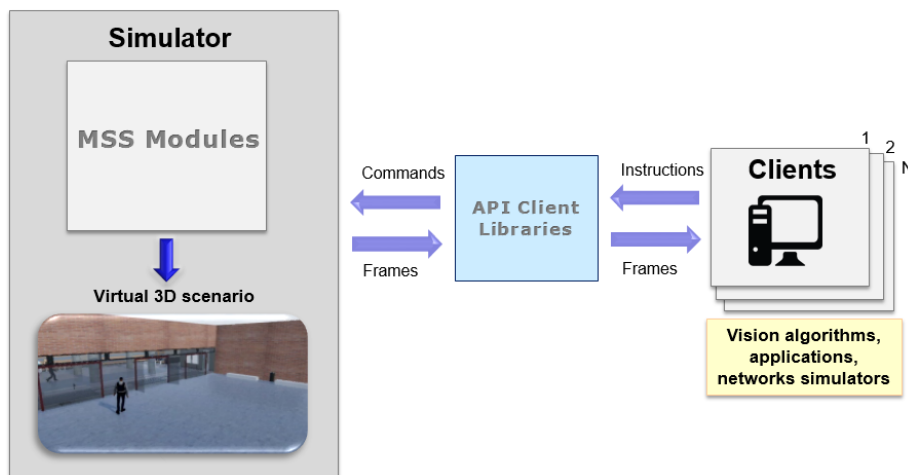 Simulator
MSS Modules
Virtual 3D scenario
Commands
Frames
API Client
Libraries
Instructions
Frames
1
2
N
Clients
Vision algorithms,
applications,
networks simulators